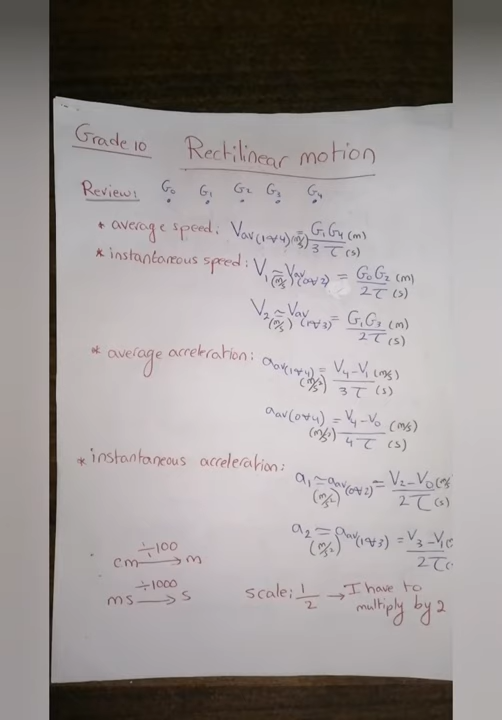 Grade 10 Rectilinear motion
Review: G₀ G₁ G₂ G₃ G₄
* average speed: Vav(1→4) (m/s) = G₁G₄ (m) / 3τ (s)
* instantaneous speed: V₁ (m/s) ≃ Vav(0→2) = G₀G₂ (m) / 2τ (s)
V₂ (m/s) ≃ Vav(1→3) = G₁G₃ (m) / 2τ (s)
* average acceleration: aav(1→4) (m/s²) = V₄-V₁ (m/s) / 3τ (s)
aav(0→4) (m/s²) = V₄-V₀ (m/s) / 4τ (s)
* instantaneous acceleration:
a₁ (m/s²) ≃ aav(0→2) = V₂-V₀ (m/s / 2τ (s)
a₂ (m/s²) ≃ aav(1→3) = V₃-V₁ / 2τ
cm ÷100→ m
ms ÷1000→ s
scale: 1/2 → I have to
multiply by 2